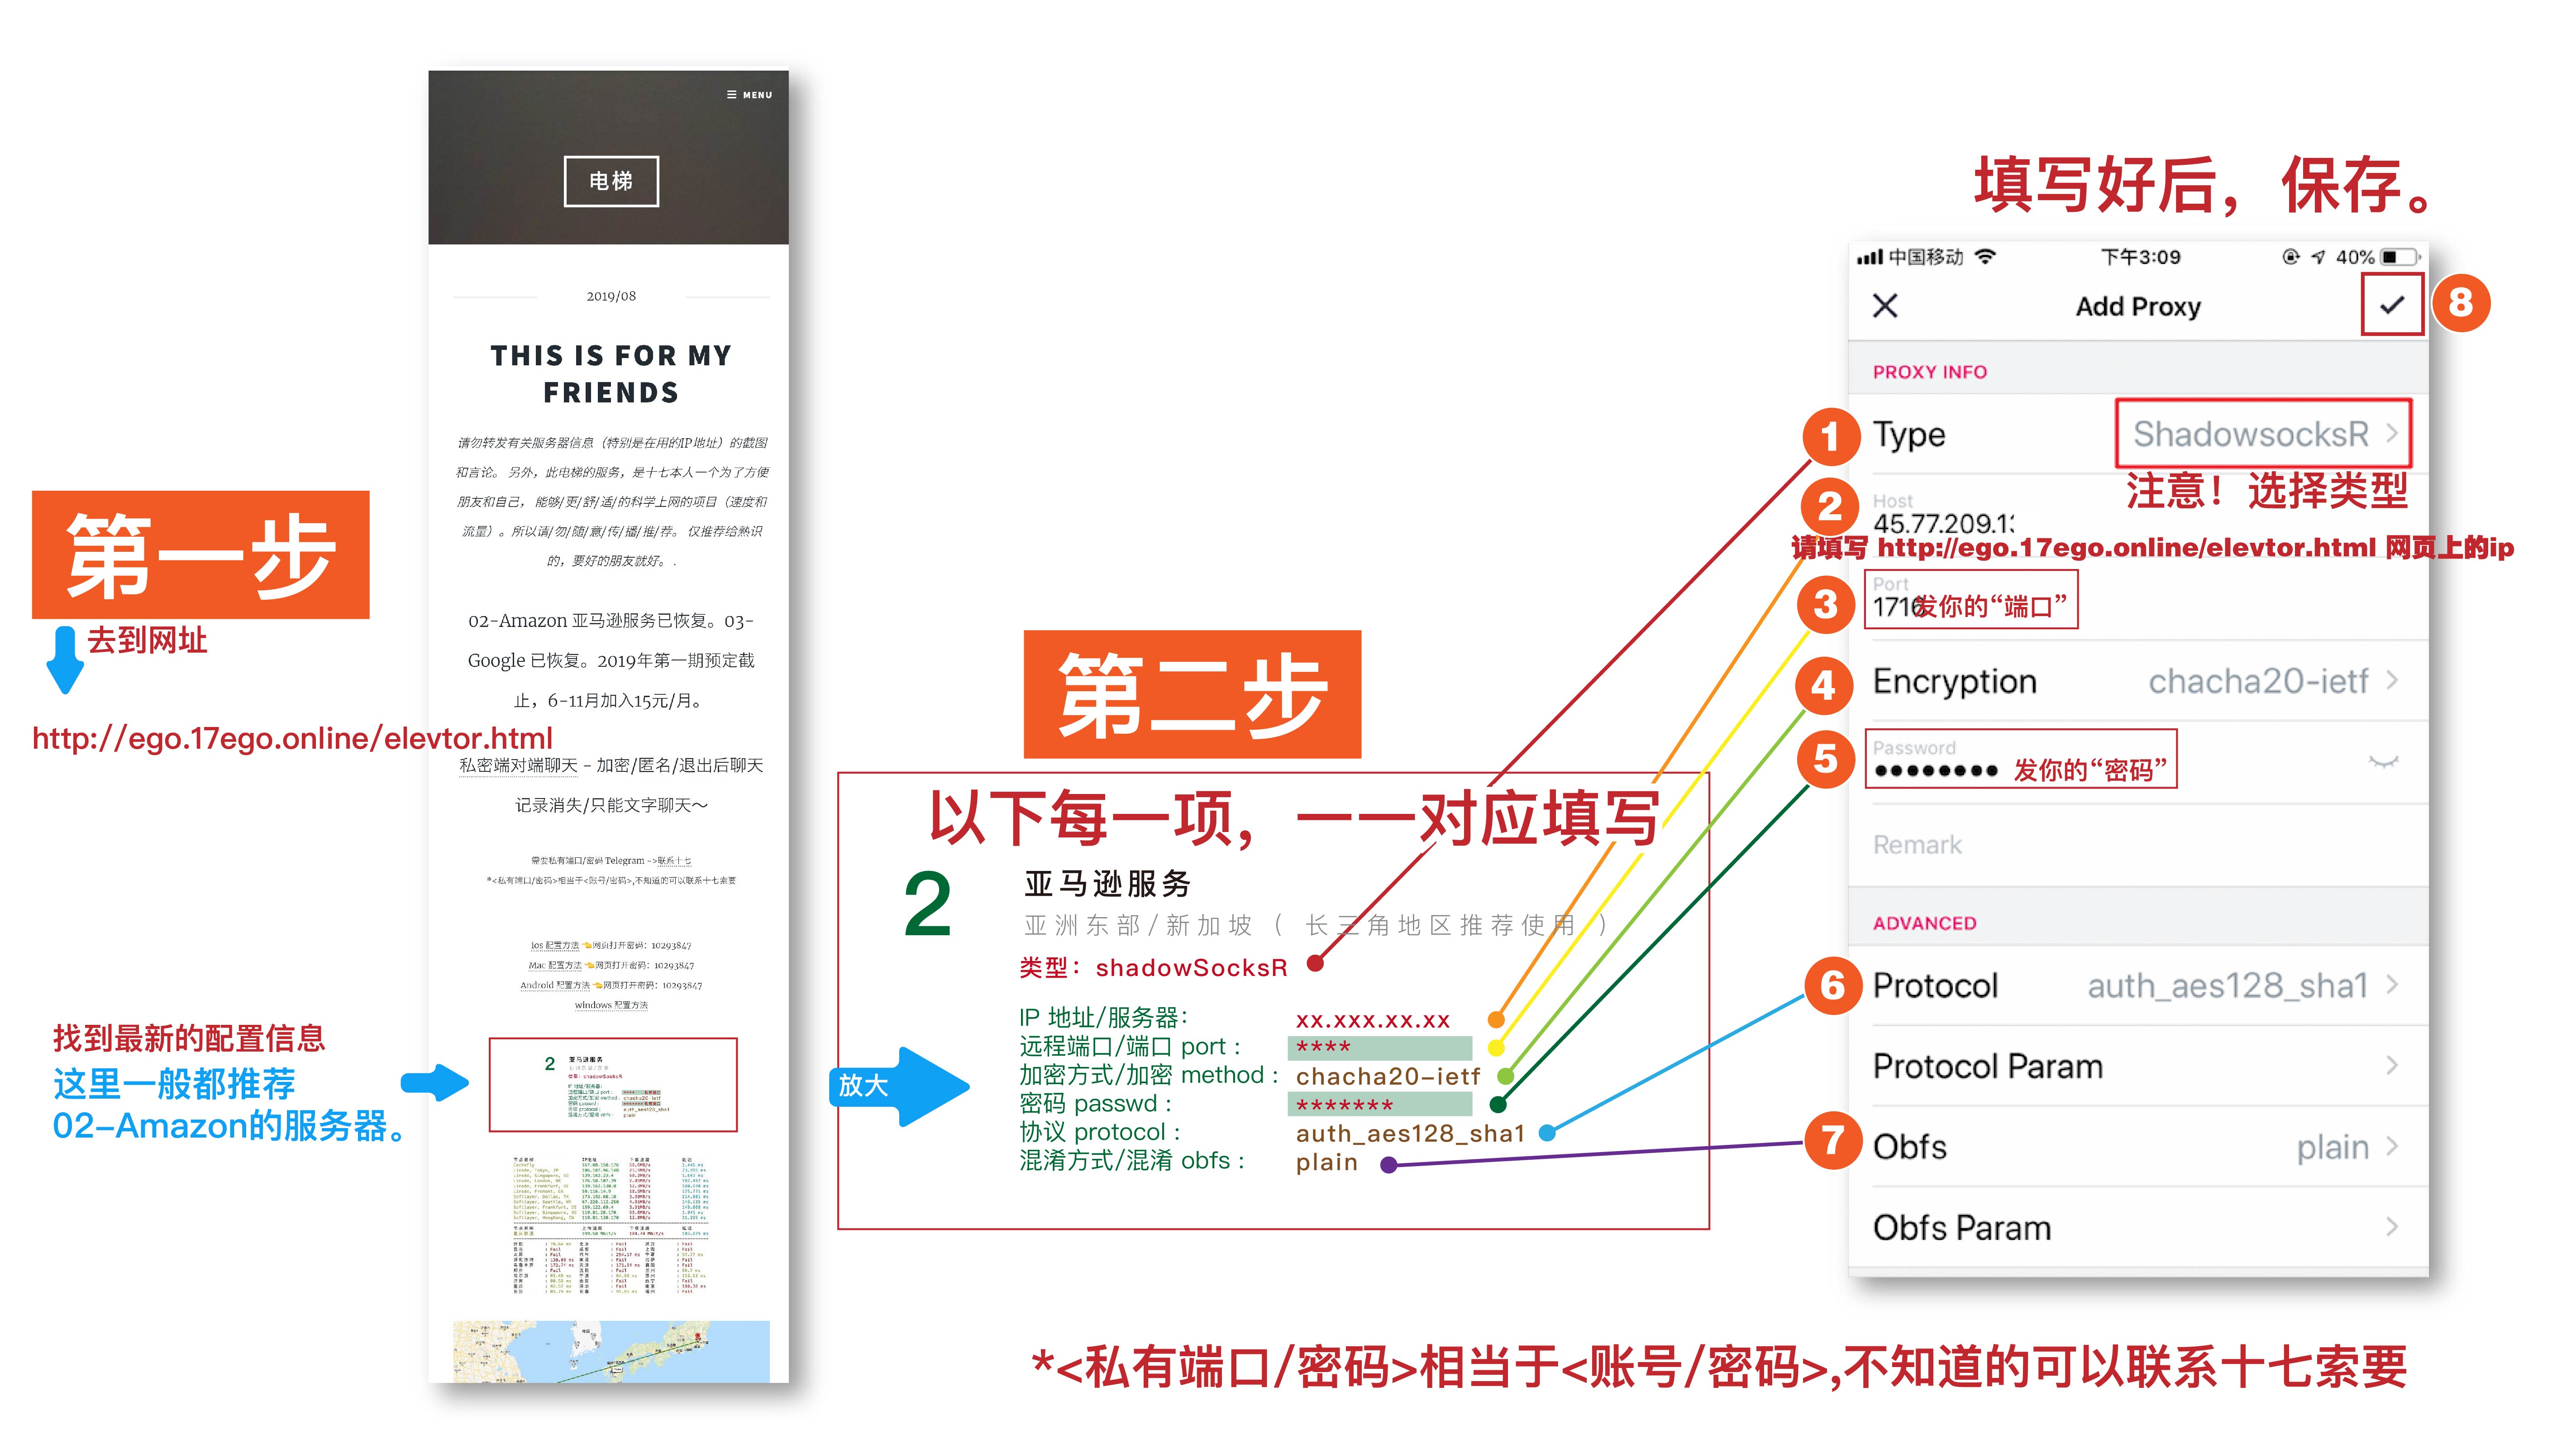 第一步
去到网址
http://ego.17ego.online/elevtor.html
找到最新的配置信息
这里一般都推荐
02-Amazon的服务器。
MENU
电梯
2019/08
THIS IS FOR MY
FRIENDS
请勿转发有关服务器信息（特别是在用的IP地址）的截图
和言论。 另外，此电梯的服务，是十七本人一个为了方便
朋友和自己， 能够/更/舒/适/的科学上网的项目（速度和
流量）。所以请/勿/随/意/传/播/推/荐。 仅推荐给熟识
的，要好的朋友就好。 .
02-Amazon 亚马逊服务已恢复。03-
Google 已恢复。2019年第一期预定截
止，6-11月加入15元/月。
私密端对端聊天 - 加密/匿名/退出后聊天
记录消失/只能文字聊天～
需要私有端口/密码 Telegram ->联系十七
*<私有端口/密码>相当于<账号/密码>,不知道的可以联系十七索要
ios 配置方法 👈网页打开密码：10293847
Mac 配置方法 👈网页打开密码：10293847
Android 配置方法 👈网页打开密码：10293847
windows 配置方法
2
亚马逊服务
类型：shadowSocksR
第二步
以下每一项，一一对应填写
放大
2
亚马逊服务
亚洲东部/新加坡（ 长三角地区推荐使用 ）
类型：shadowSocksR
IP 地址/服务器： xx.xxx.xx.xx
远程端口/端口 port : ****
加密方式/加密 method : chacha20-ietf
密码 passwd : *******
协议 protocol : auth_aes128_sha1
混淆方式/混淆 obfs : plain
填写好后，保存。
中国移动 下午3:09 40%
Add Proxy
8
PROXY INFO
1 Type ShadowsocksR
注意！选择类型
2 Host
45.77.209.1
请填写 http://ego.17ego.online/elevtor.html 网页上的ip
3 Port
1716 发你的“端口”
4 Encryption chacha20-ietf
5 Password
●●●●●●●● 发你的“密码”
Remark
ADVANCED
6 Protocol auth_aes128_sha1
Protocol Param
7 Obfs plain
Obfs Param
*<私有端口/密码>相当于<账号/密码>,不知道的可以联系十七索要